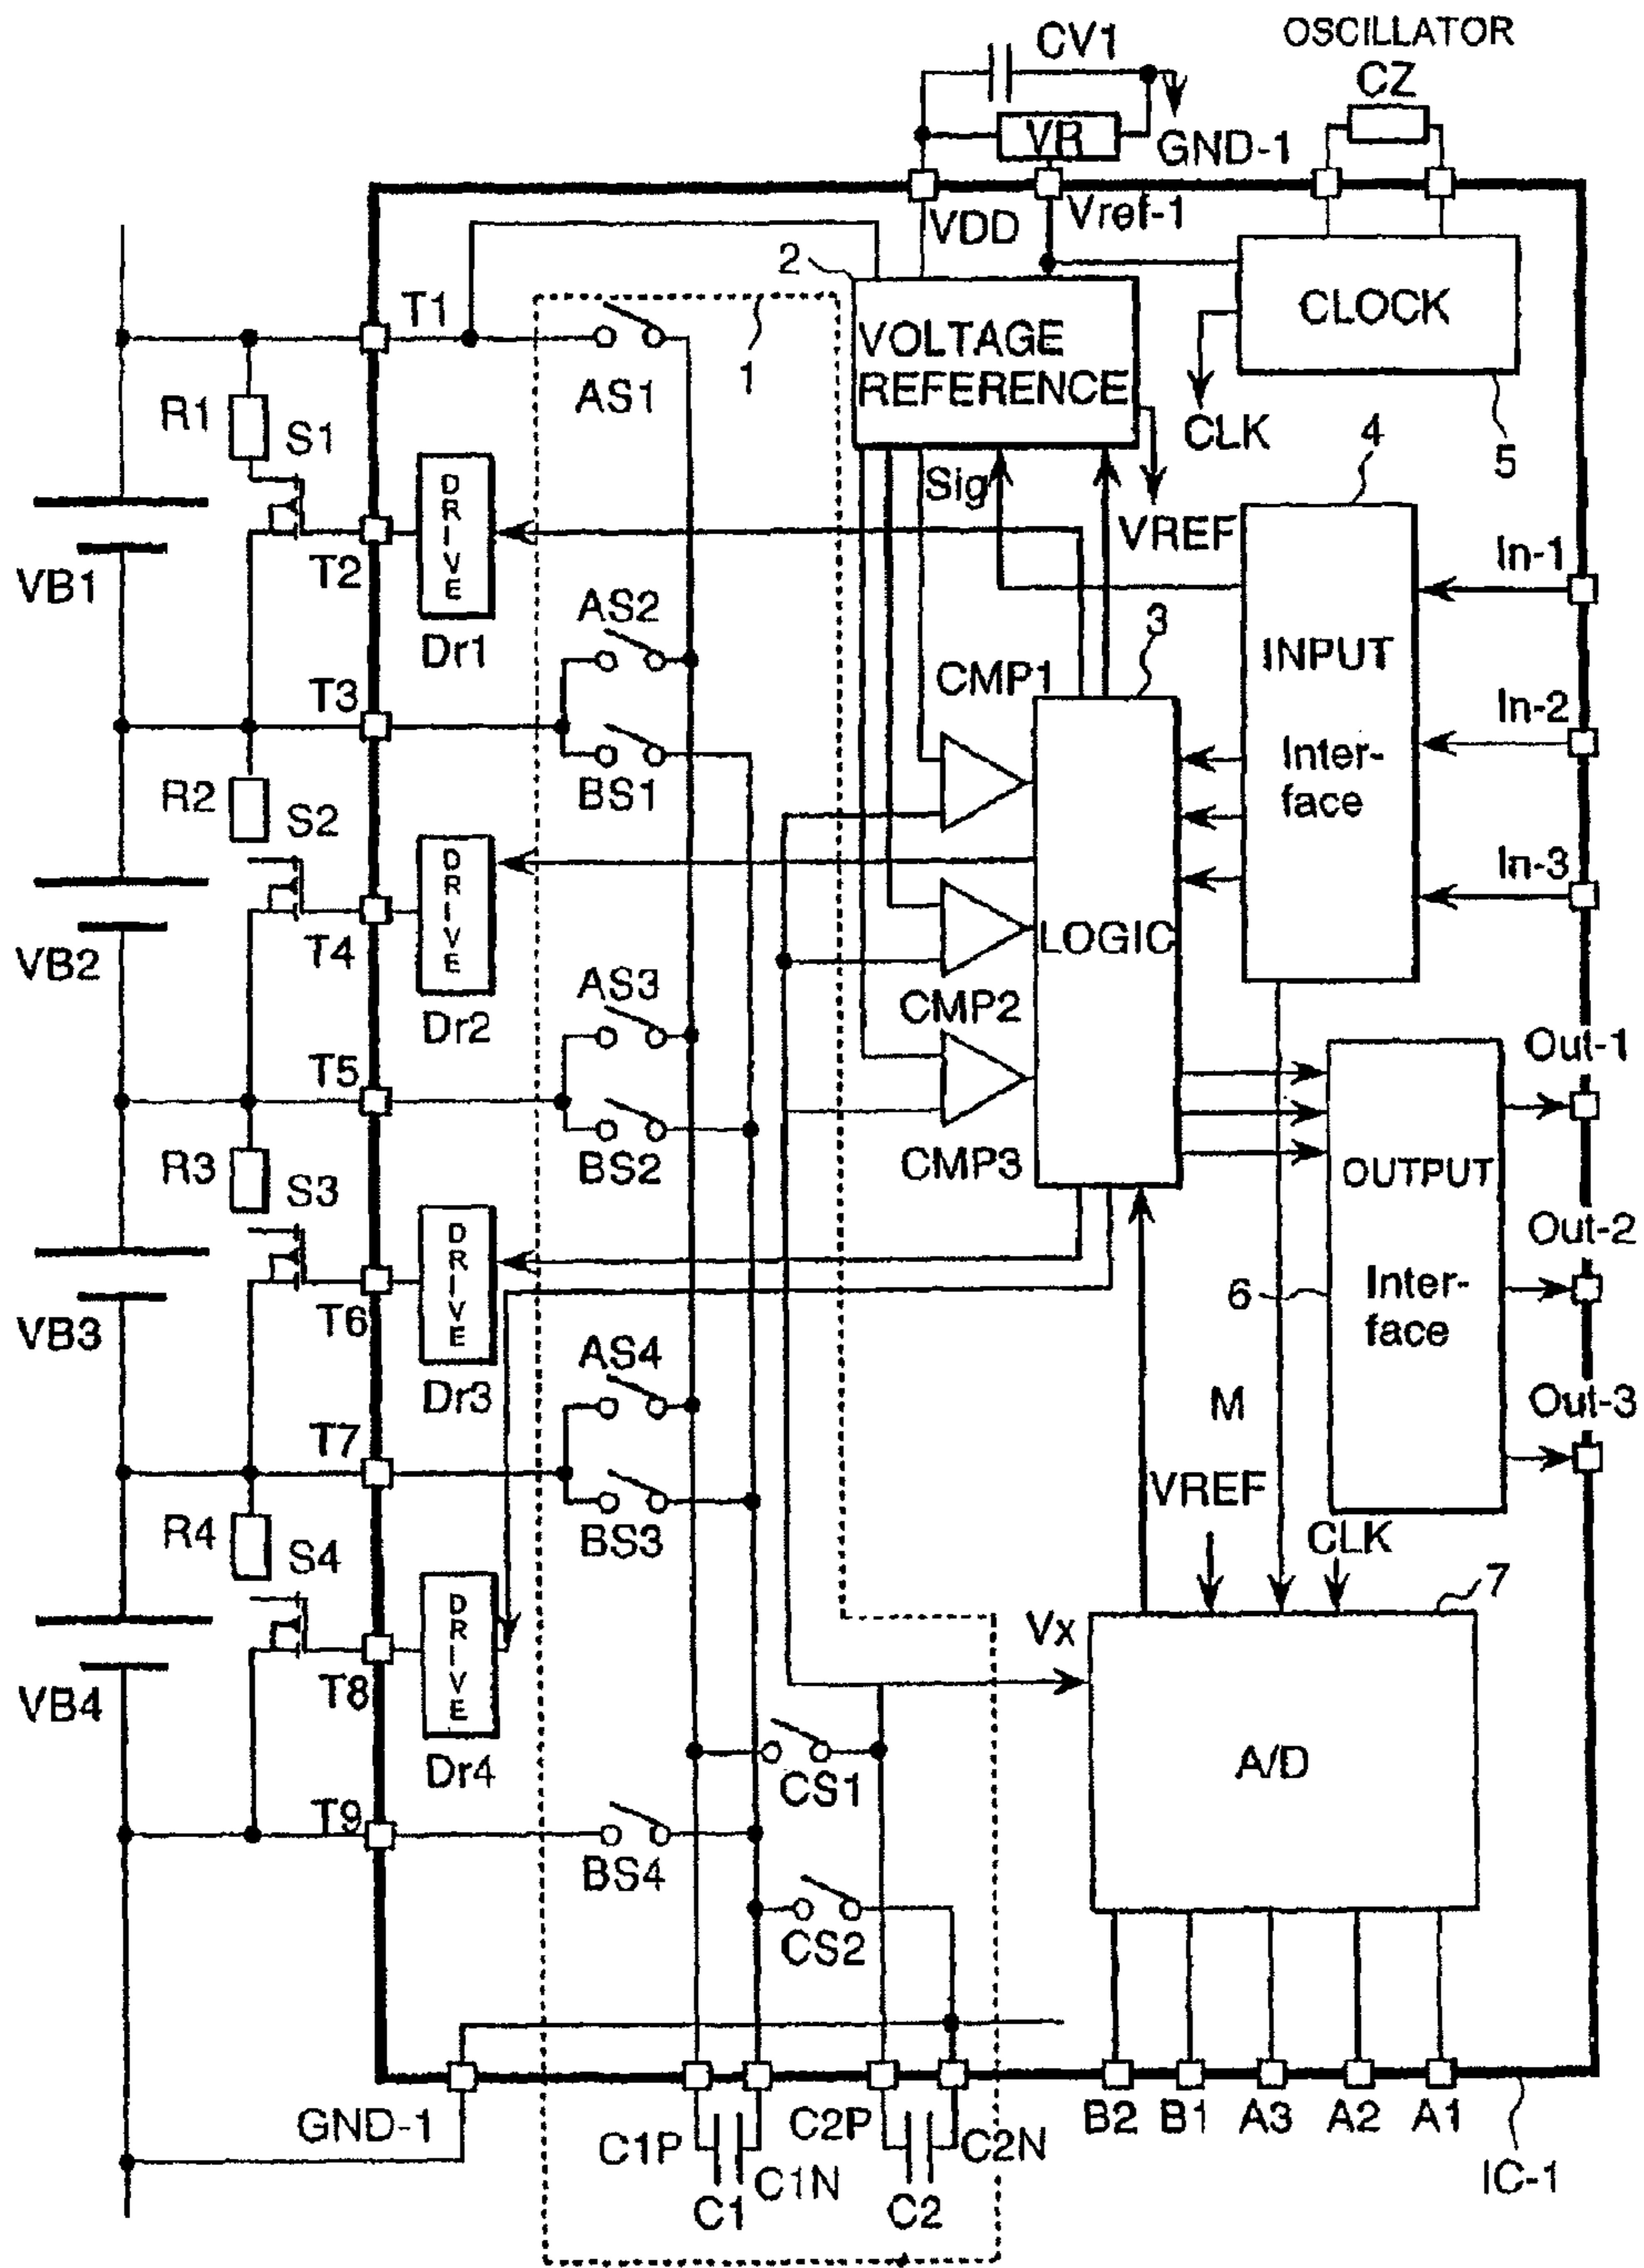 OSCILLATOR
CV1
CZ
VR
GND-1
VDD
Vref-1
2
T1
1
AS1
VOLTAGE
REFERENCE
CLOCK
CLK
5
R1
S1
Sig
4
VREF
T2
DRIVE
Dr1
VB1
AS2
In-1
3
INPUT
CMP1
T3
In-2
Inter-
face
BS1
R2
S2
In-3
DRIVE
T4
Dr2
VB2
LOGIC
AS3
CMP2
T5
Out-1
BS2
CMP3
R3
S3
OUTPUT
Out-2
DRIVE
6
Inter-
face
T6
VB3
Dr3
AS4
M
Out-3
T7
VREF
R4
S4
BS3
CLK
7
DRIVE
Vx
T8
VB4
Dr4
CS1
A/D
T9
BS4
CS2
GND-1
C1P
C1N
C1
C2P
C2N
C2
B2
B1
A3
A2
A1
IC-1